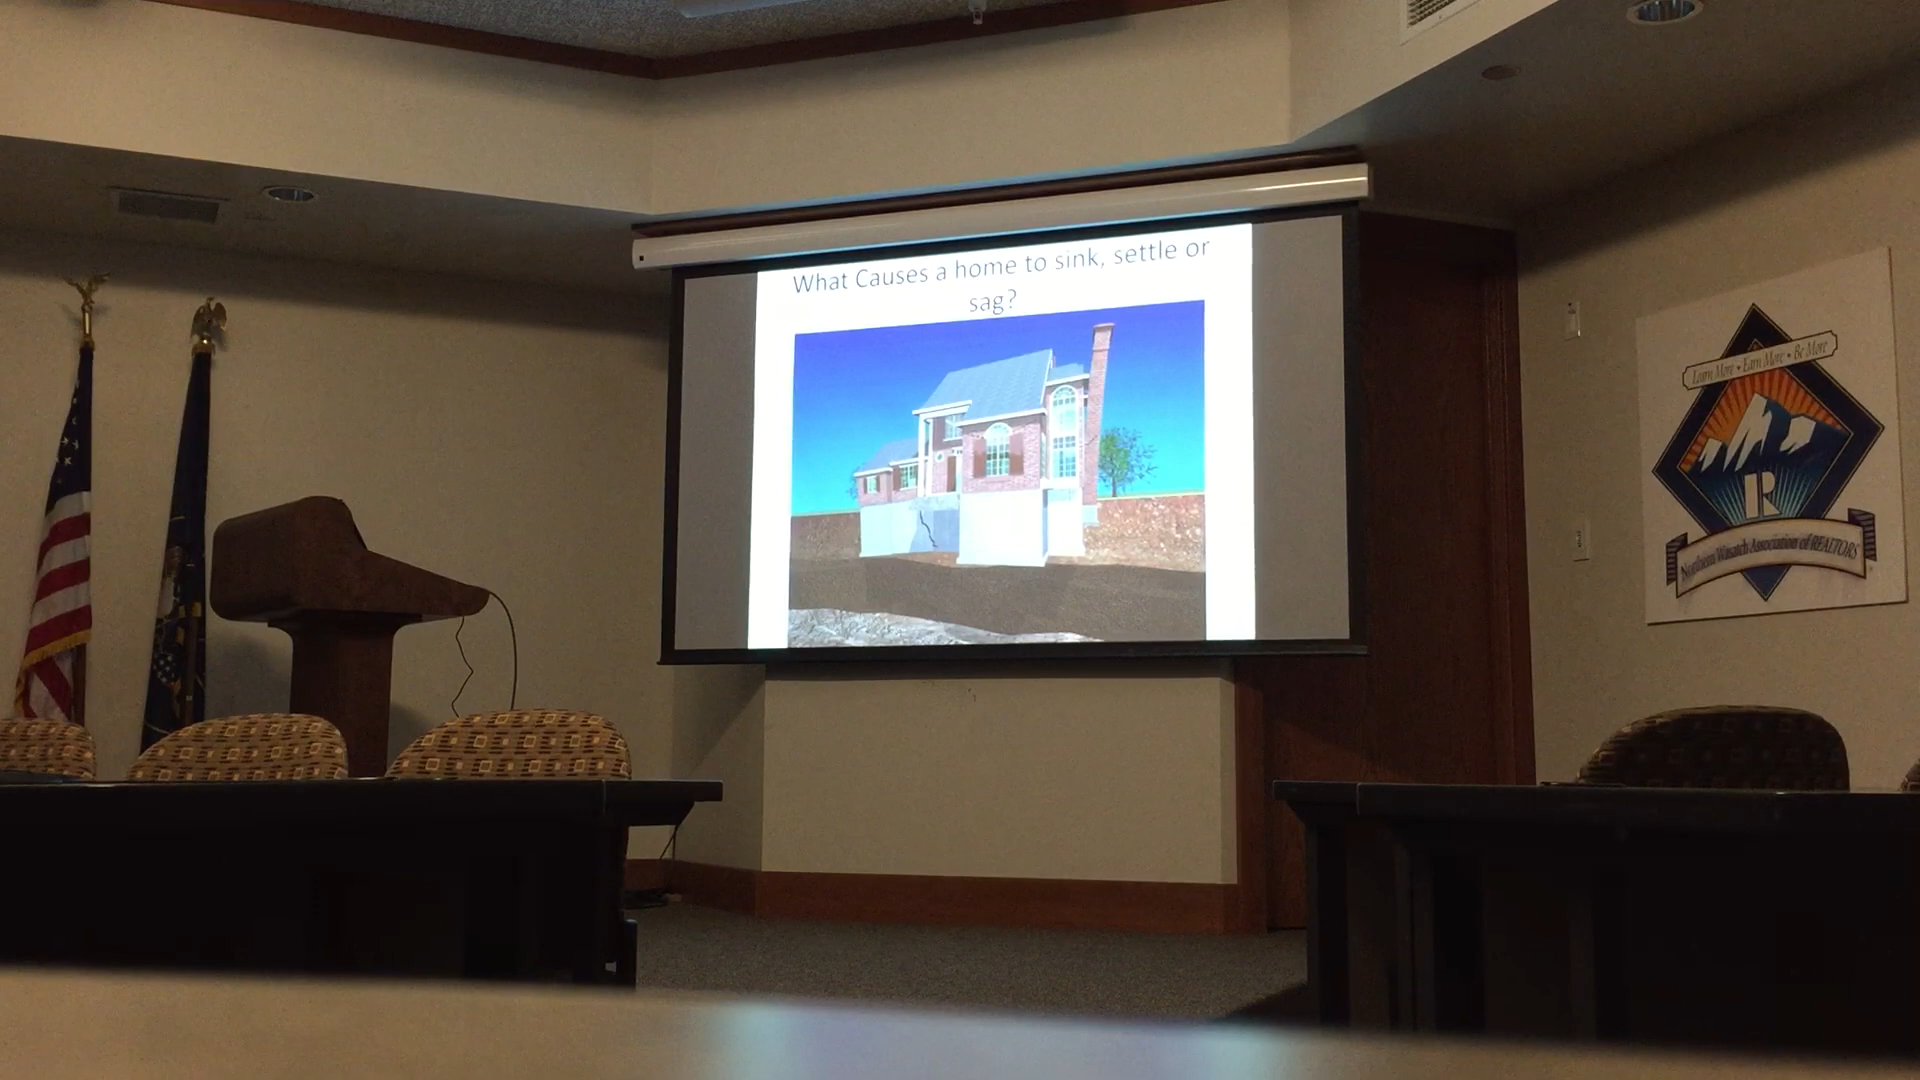 What Causes a home to sink, settle or
sag?
Learn More • Earn More • Be More
R
Northern Wasatch Association of REALTORS